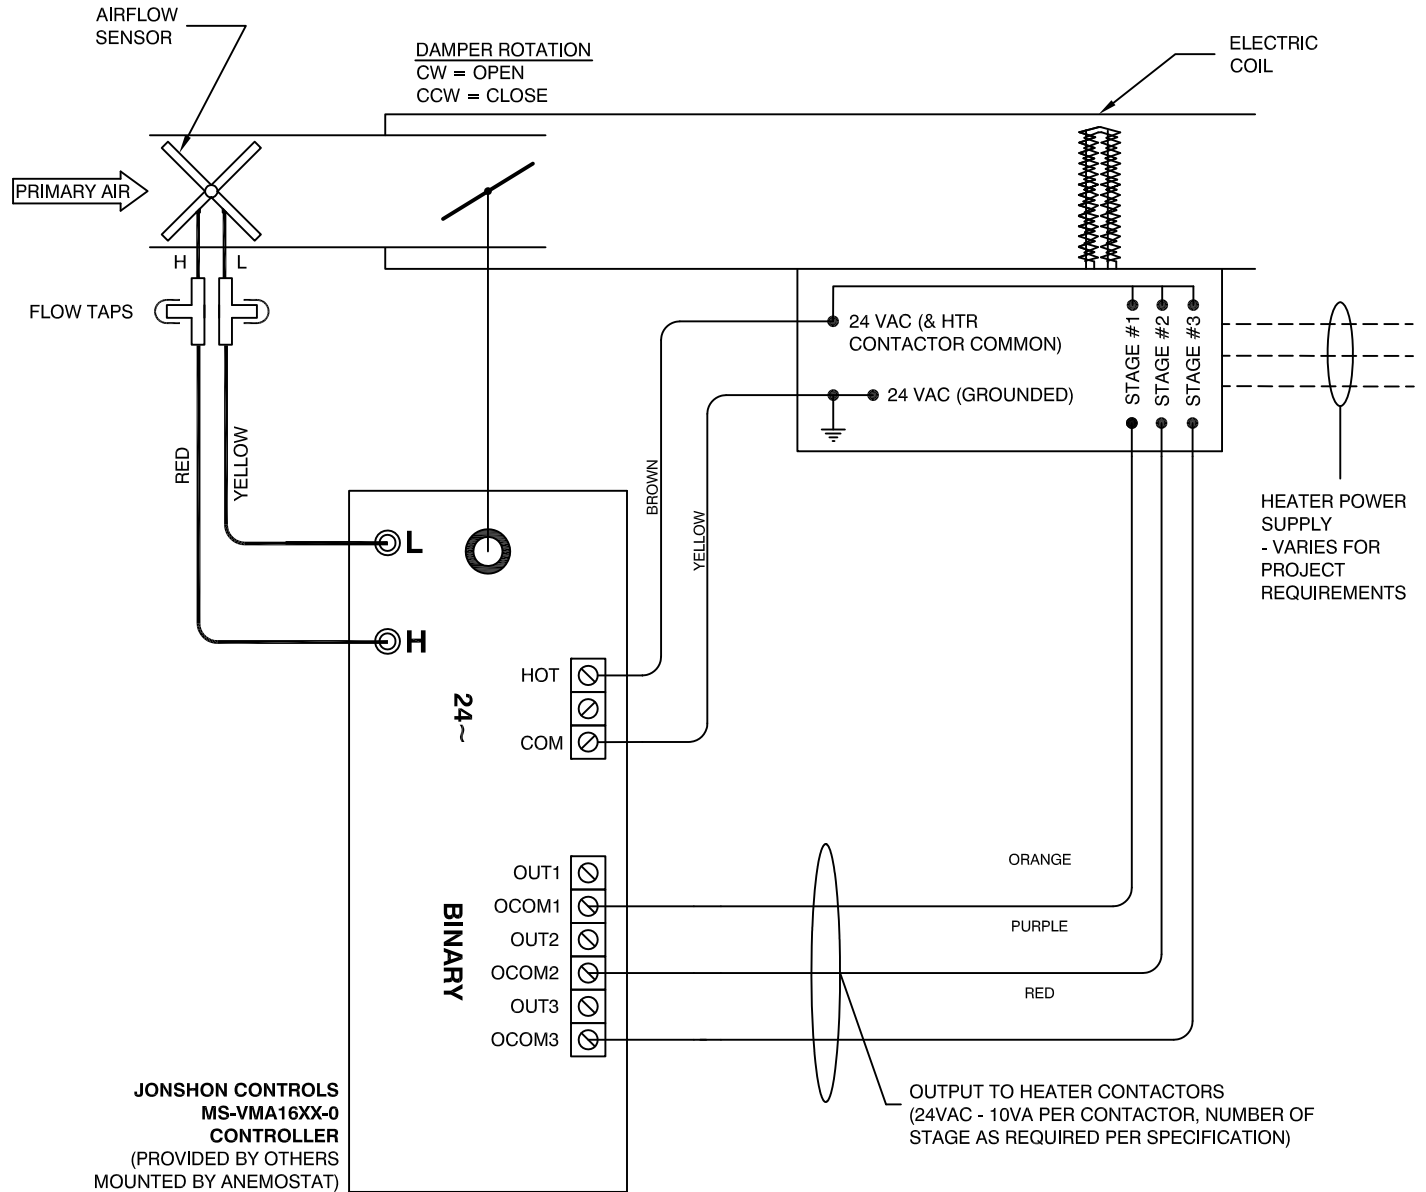 AIRFLOW
SENSOR
DAMPER ROTATION
CW = OPEN
CCW = CLOSE
ELECTRIC
COIL
PRIMARY AIR
H
L
FLOW TAPS
24 VAC (& HTR
CONTACTOR COMMON)
24 VAC (GROUNDED)
STAGE #1
STAGE #2
STAGE #3
RED
YELLOW
BROWN
YELLOW
HEATER POWER
SUPPLY
- VARIES FOR
PROJECT
REQUIREMENTS
L
H
24~
HOT
COM
BINARY
OUT1
OCOM1
OUT2
OCOM2
OUT3
OCOM3
ORANGE
PURPLE
RED
JONSHON CONTROLS
MS-VMA16XX-0
CONTROLLER
(PROVIDED BY OTHERS
MOUNTED BY ANEMOSTAT)
OUTPUT TO HEATER CONTACTORS
(24VAC - 10VA PER CONTACTOR, NUMBER OF
STAGE AS REQUIRED PER SPECIFICATION)